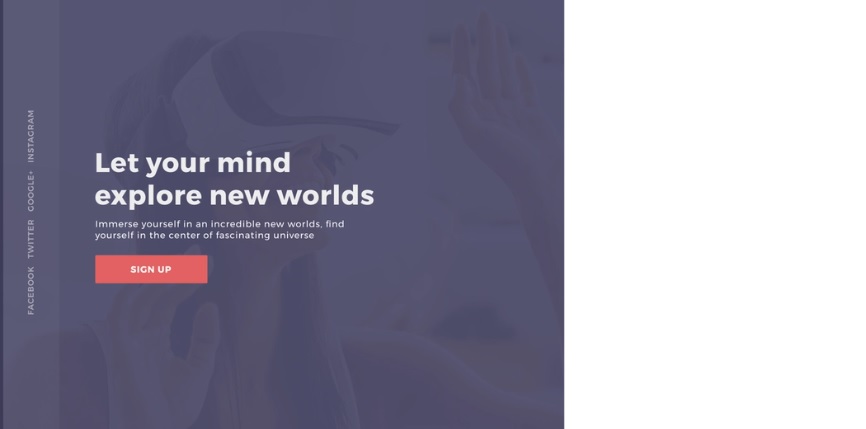 Let your mind
explore new worlds
Immerse yourself in an incredible new worlds, find
yourself in the center of fascinating universe
SIGN UP
FACEBOOK TWITTER GOOGLE+ INSTAGRAM